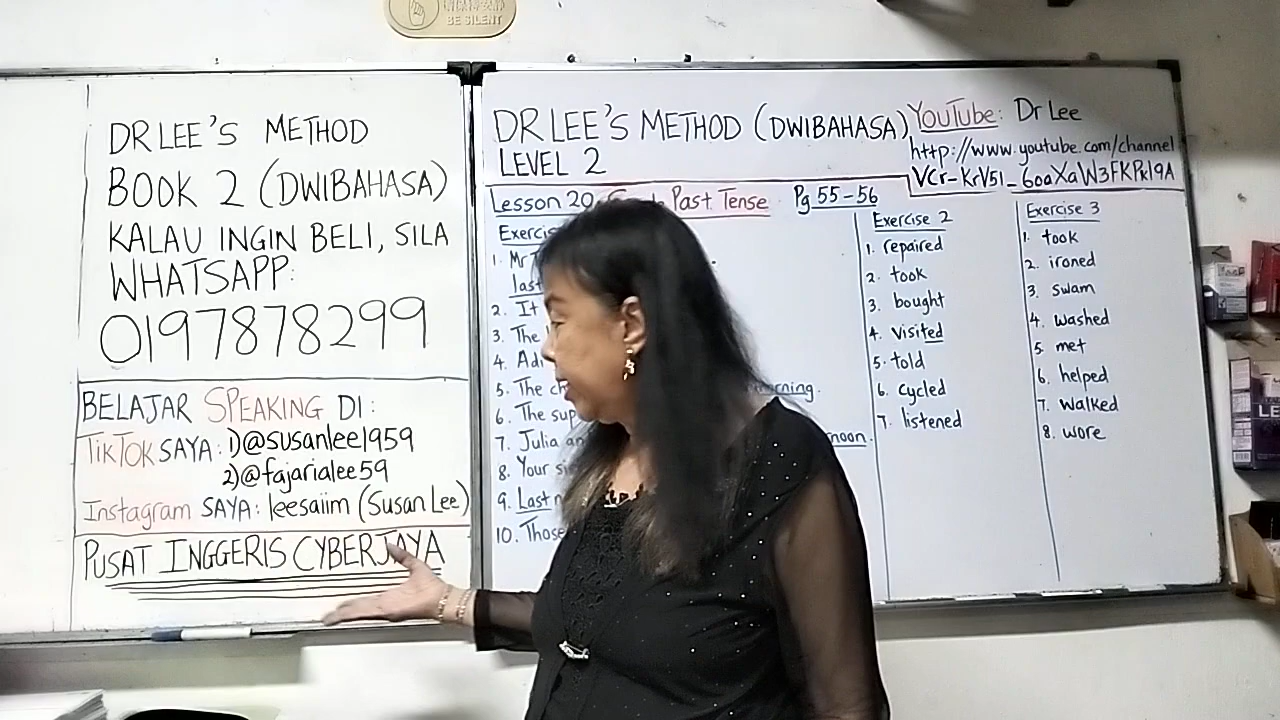 BE SILENT
DR LEE'S METHOD
BOOK 2 (DWIBAHASA)
KALAU INGIN BELI, SILA
WHATSAPP:
0197878299
BELAJAR SPEAKING DI:
TIKTOK SAYA: 1)@susanlee1959
2)@fajarialee59
Instagram SAYA: leesaiim (Susan Lee)
PUSAT INGGERIS CYBERJAYA
DR LEE'S METHOD (DWIBAHASA)
LEVEL 2
YOUTUBE: Dr Lee
http://www.youtube.com/channel
VCr-KrV51_6oaXaW3FKPkl9A
Lesson 20: Past Tense Pg 55-56
1. Mr
last
2. It
3. The
4. Adi
5. The
6. The
noon.
7. Julia
8. Your
9. Last
10. Those
Exercise 2
1. repaired
2. took
3. bought
4. visited
5. told
6. cycled
7. listened
Exercise 3
1. took
2. ironed
3. swam
4. washed
5. met
6. helped
7. walked
8. wore